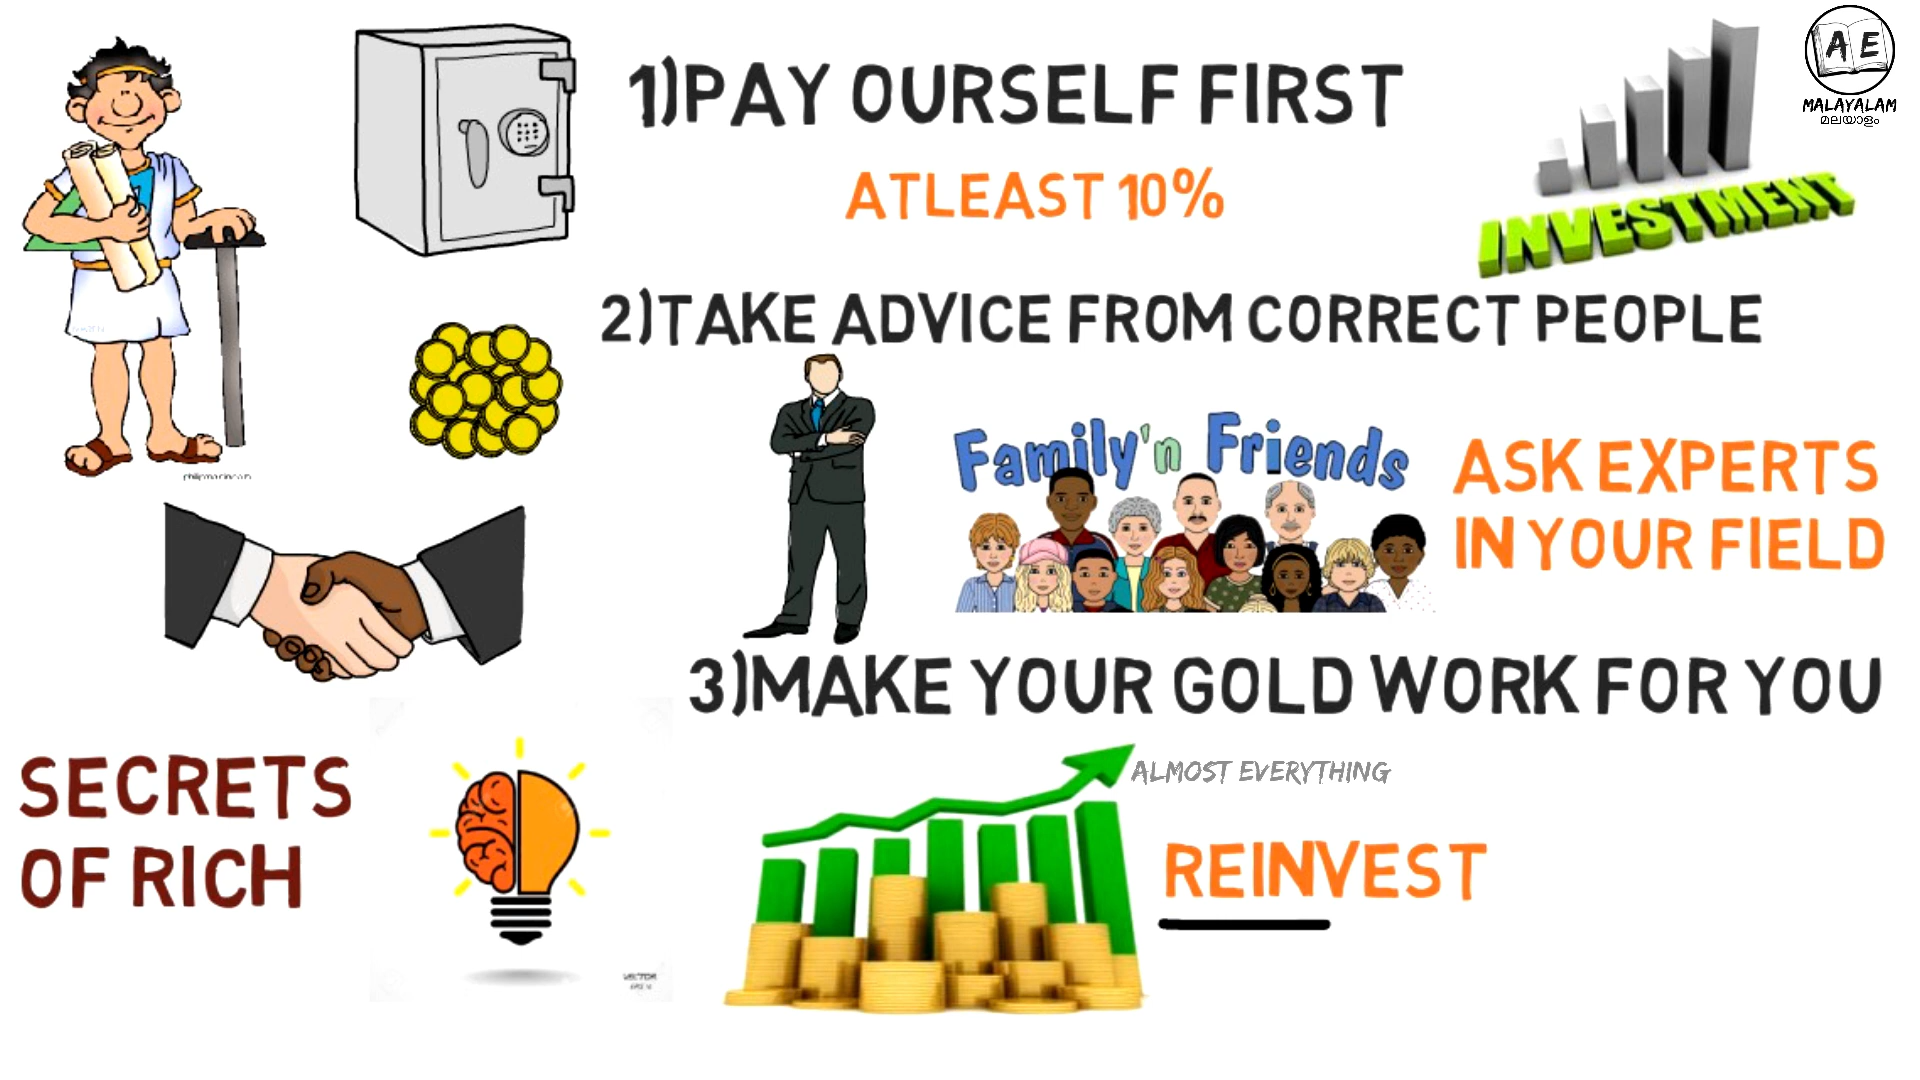 1)PAY OURSELF FIRST
ATLEAST 10%
A E
MALAYALAM
മലയാളം
INVESTMENT
2)TAKE ADVICE FROM CORRECT PEOPLE
Family'n Friends
ASK EXPERTS
IN YOUR FIELD
3)MAKE YOUR GOLD WORK FOR YOU
ALMOST EVERYTHING
REINVEST
SECRETS
OF RICH
VECTOR